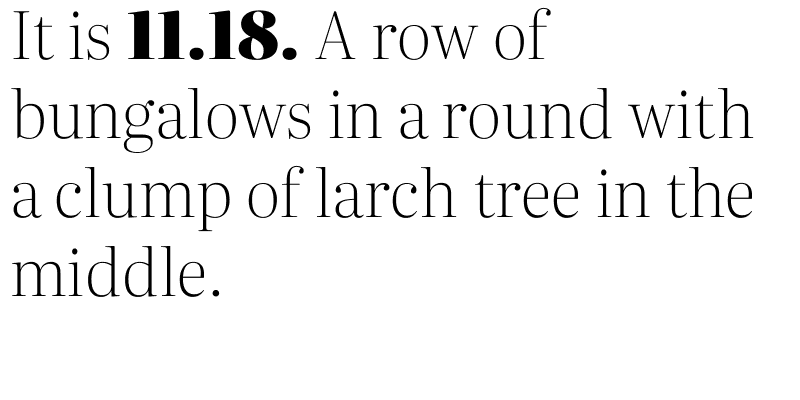 It is 11.18. A row of
bungalows in a round with
a clump of larch tree in the
middle.